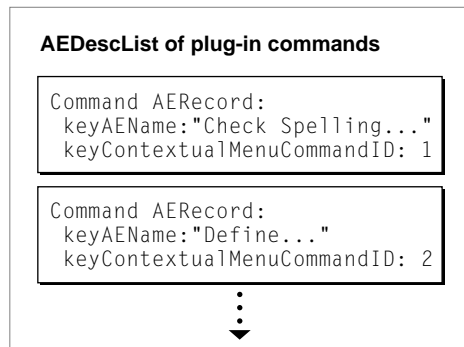 AEDescList of plug-in commands
Command AERecord:
keyAEName:"Check Spelling..."
keyContextualMenuCommandID: 1
Command AERecord:
keyAEName:"Define..."
keyContextualMenuCommandID: 2